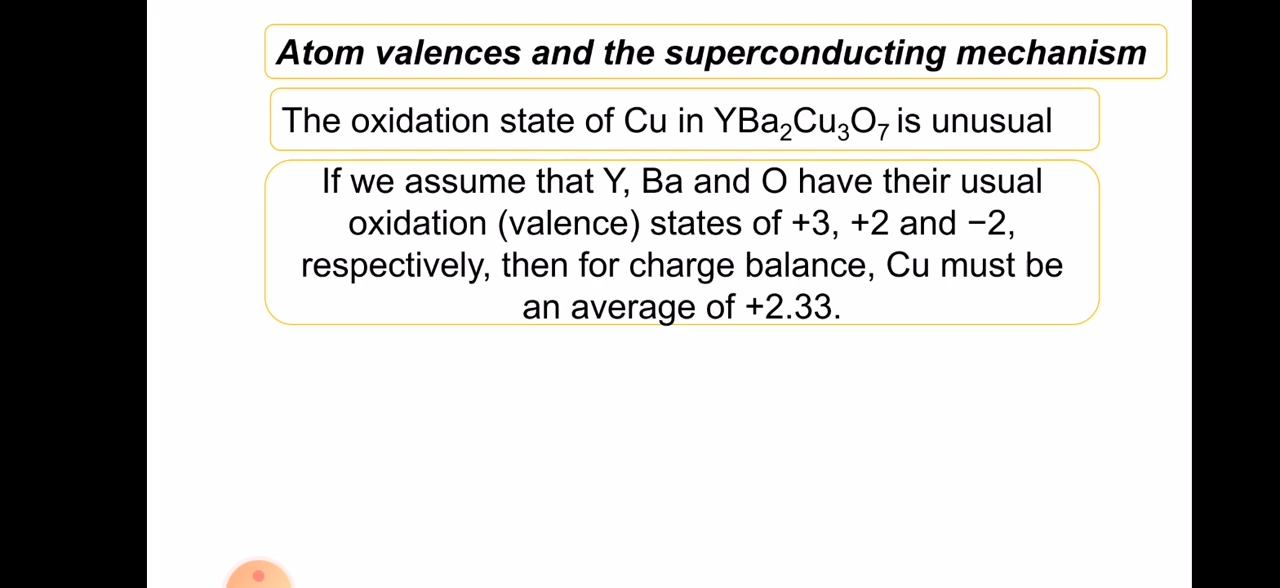 Atom valences and the superconducting mechanism
The oxidation state of Cu in YBa₂Cu₃O₇ is unusual
If we assume that Y, Ba and O have their usual
oxidation (valence) states of +3, +2 and −2,
respectively, then for charge balance, Cu must be
an average of +2.33.